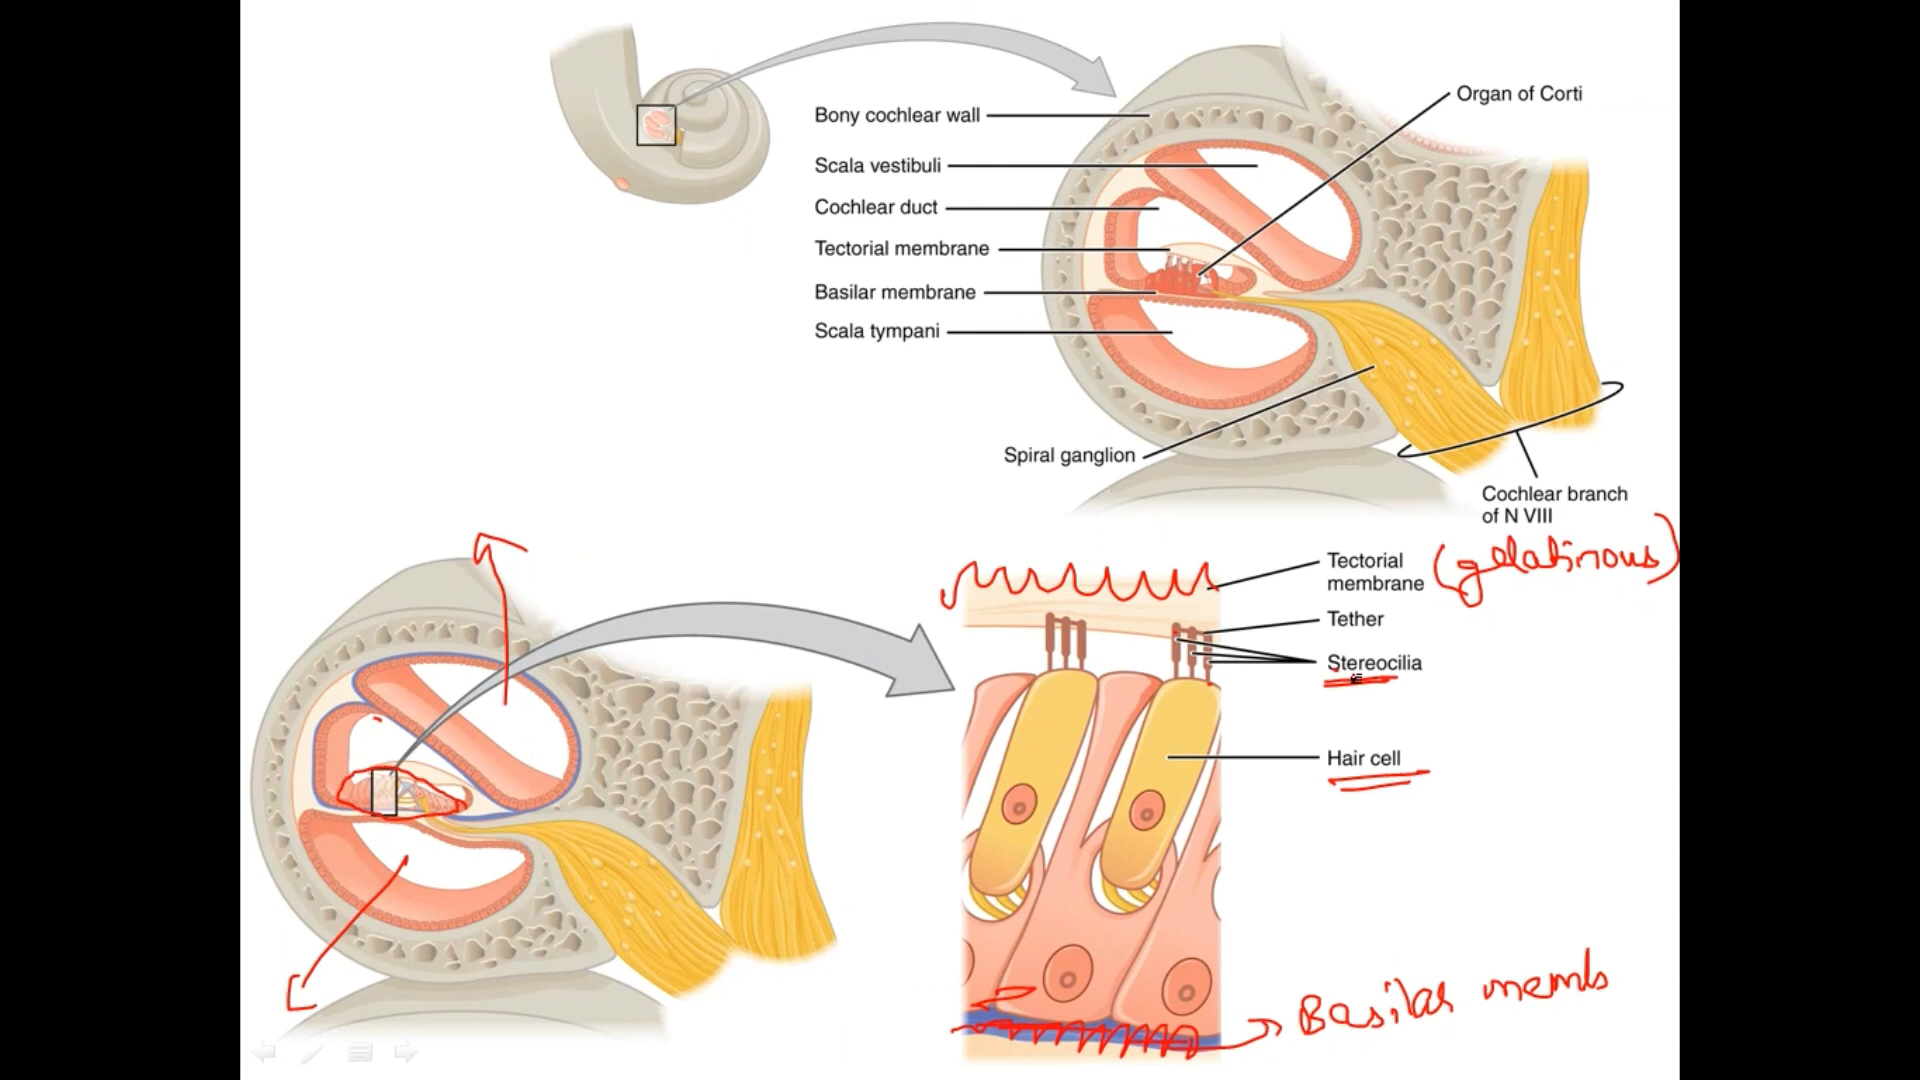 Organ of Corti
Bony cochlear wall
Scala vestibuli
Cochlear duct
Tectorial membrane
Basilar membrane
Scala tympani
Spiral ganglion
Cochlear branch
of N VIII
Tectorial
membrane
(gelatinous)
Tether
Stereocilia
Hair cell
Basilar memb